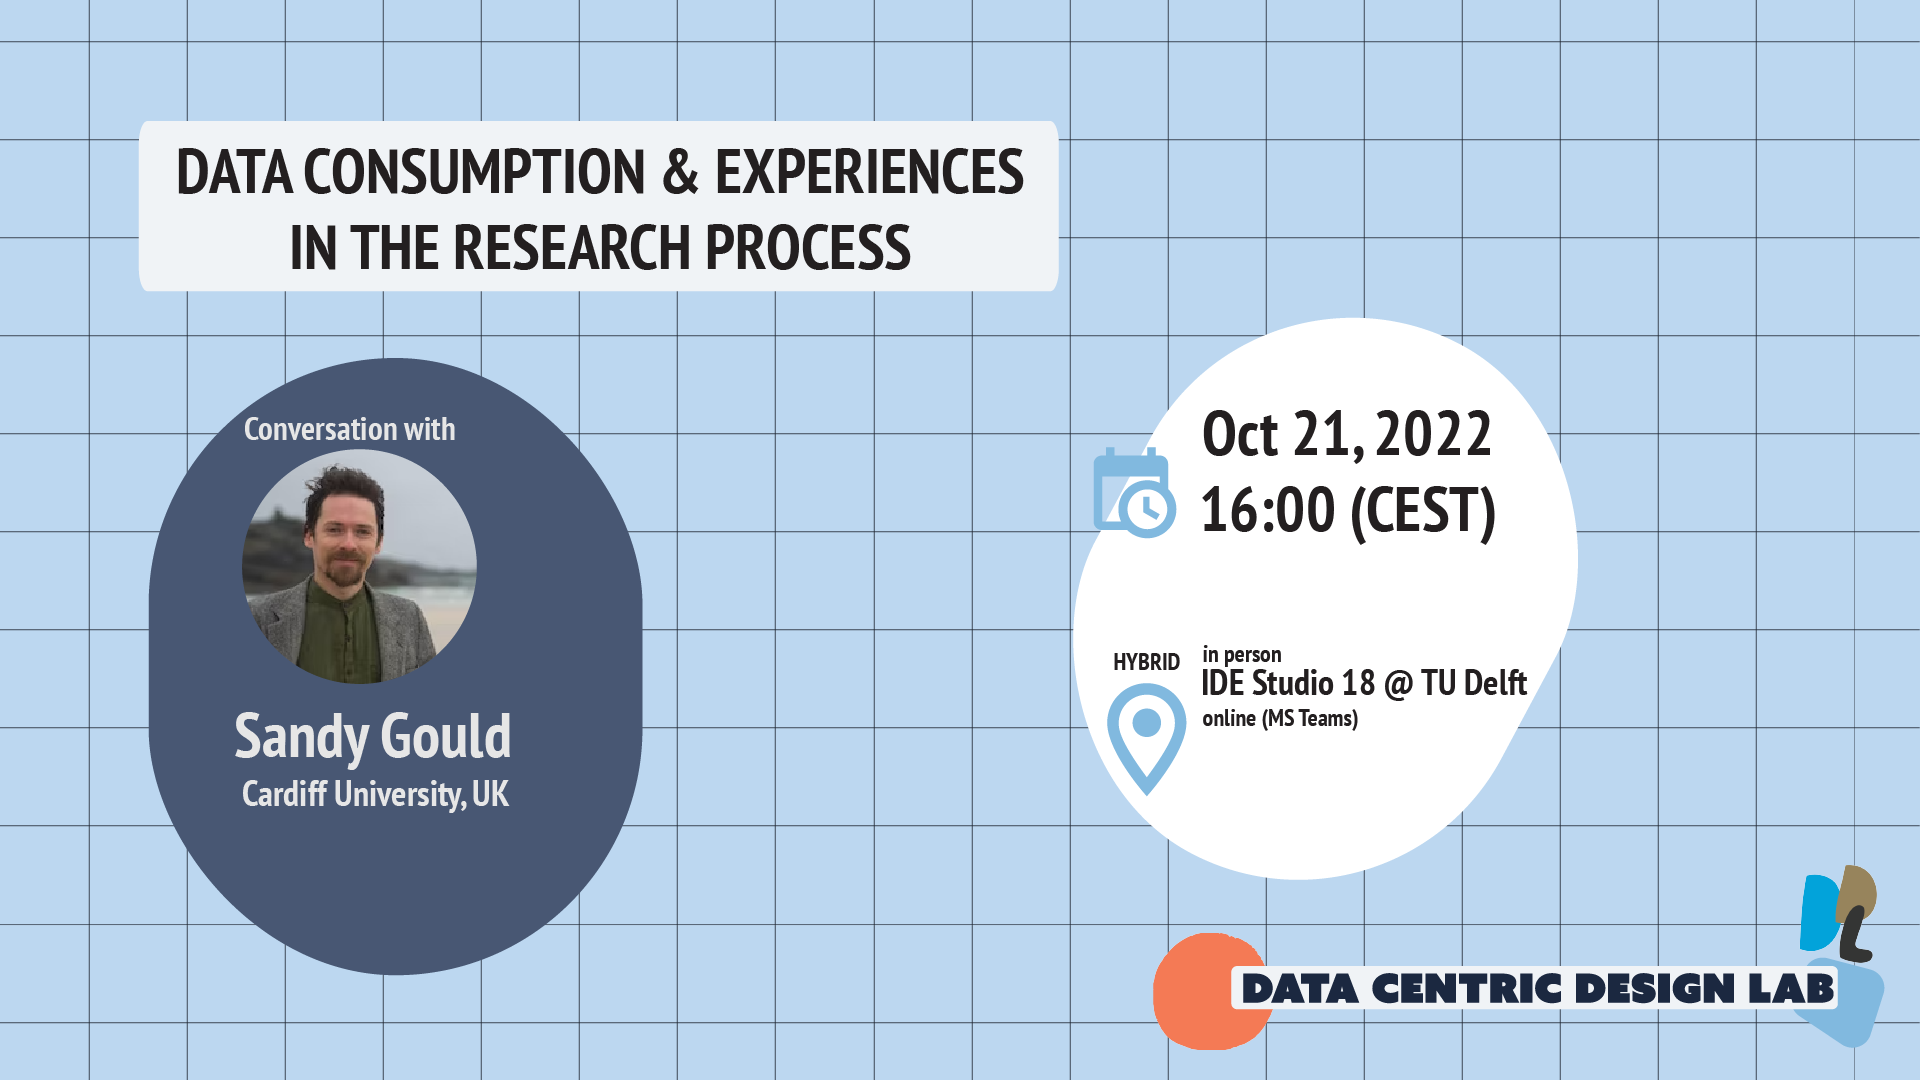 DATA CONSUMPTION & EXPERIENCES
IN THE RESEARCH PROCESS
Conversation with
Sandy Gould
Cardiff University, UK
Oct 21, 2022
16:00 (CEST)
HYBRID
in person
IDE Studio 18 @ TU Delft
online (MS Teams)
DATA CENTRIC DESIGN LAB